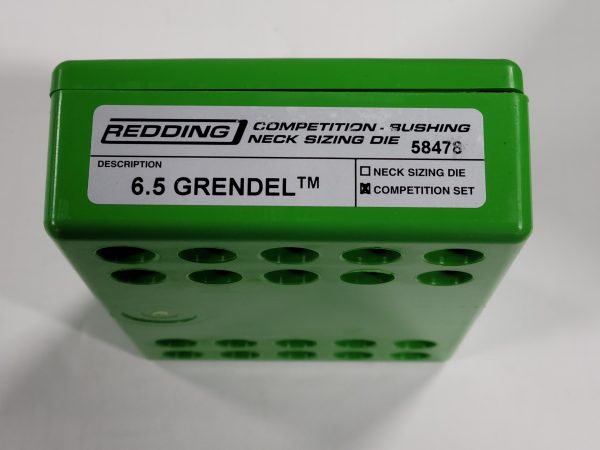 REDDING COMPETITION - BUSHING
NECK SIZING DIE 58478
DESCRIPTION
6.5 GRENDEL™
☐ NECK SIZING DIE
☒ COMPETITION SET